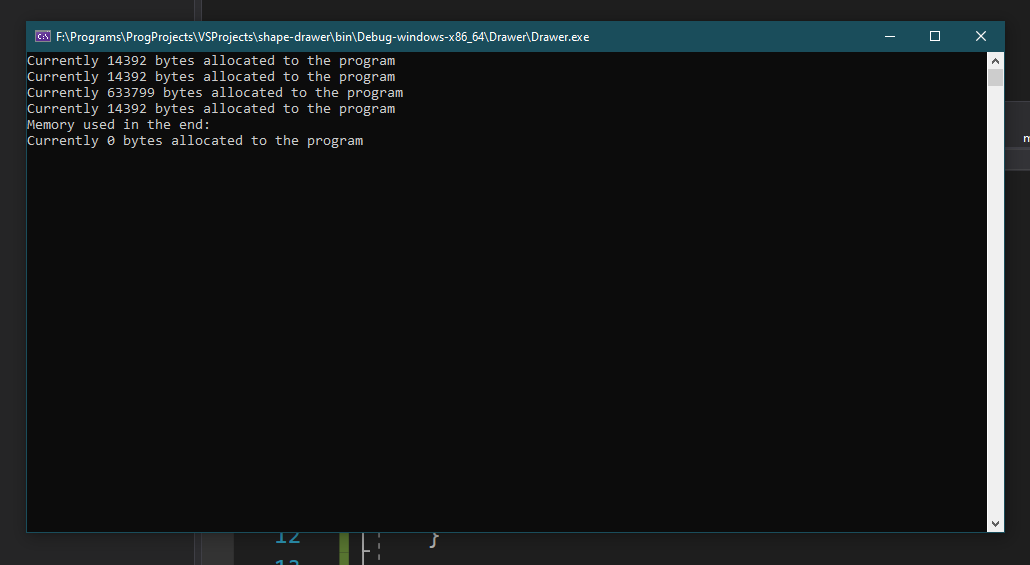 F:\Programs\ProgProjects\VSProjects\shape-drawer\bin\Debug-windows-x86_64\Drawer\Drawer.exe
Currently 14392 bytes allocated to the program
Currently 14392 bytes allocated to the program
Currently 633799 bytes allocated to the program
Currently 14392 bytes allocated to the program
Memory used in the end:
Currently 0 bytes allocated to the program
12 }